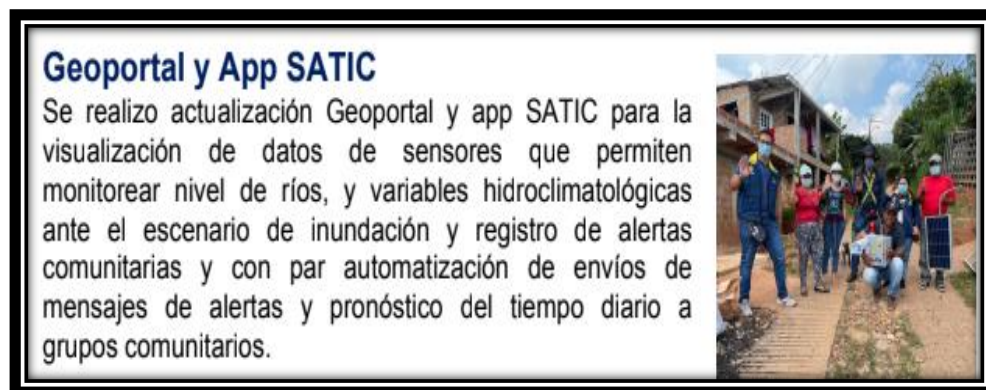 Geoportal y App SATIC
Se realizo actualización Geoportal y app SATIC para la
visualización de datos de sensores que permiten
monitorear nivel de ríos, y variables hidroclimatológicas
ante el escenario de inundación y registro de alertas
comunitarias y con par automatización de envíos de
mensajes de alertas y pronóstico del tiempo diario a
grupos comunitarios.